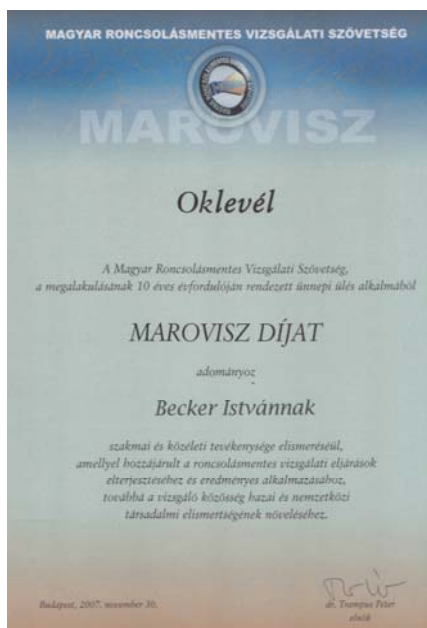 MAGYAR RONCSOLÁSMENTES VIZSGÁLATI SZÖVETSÉG
MAROVISZ
Oklevél
A Magyar Roncsolásmentes Vizsgálati Szövetség,
a megalakulásának 10 éves évfordulóján rendezett ünnepi ülés alkalmából
MAROVISZ DÍJAT
adományoz
Becker Istvánnak
szakmai és közéleti tevékenysége elismeréséül,
amellyel hozzájárult a roncsolásmentes vizsgálati eljárások
elterjesztéséhez és eredményes alkalmazásához,
továbbá a vizsgáló közösség hazai és nemzetközi
társadalmi elismertségének növeléséhez.
Budapest, 2007. november 30.
dr. Trampus Péter
elnök